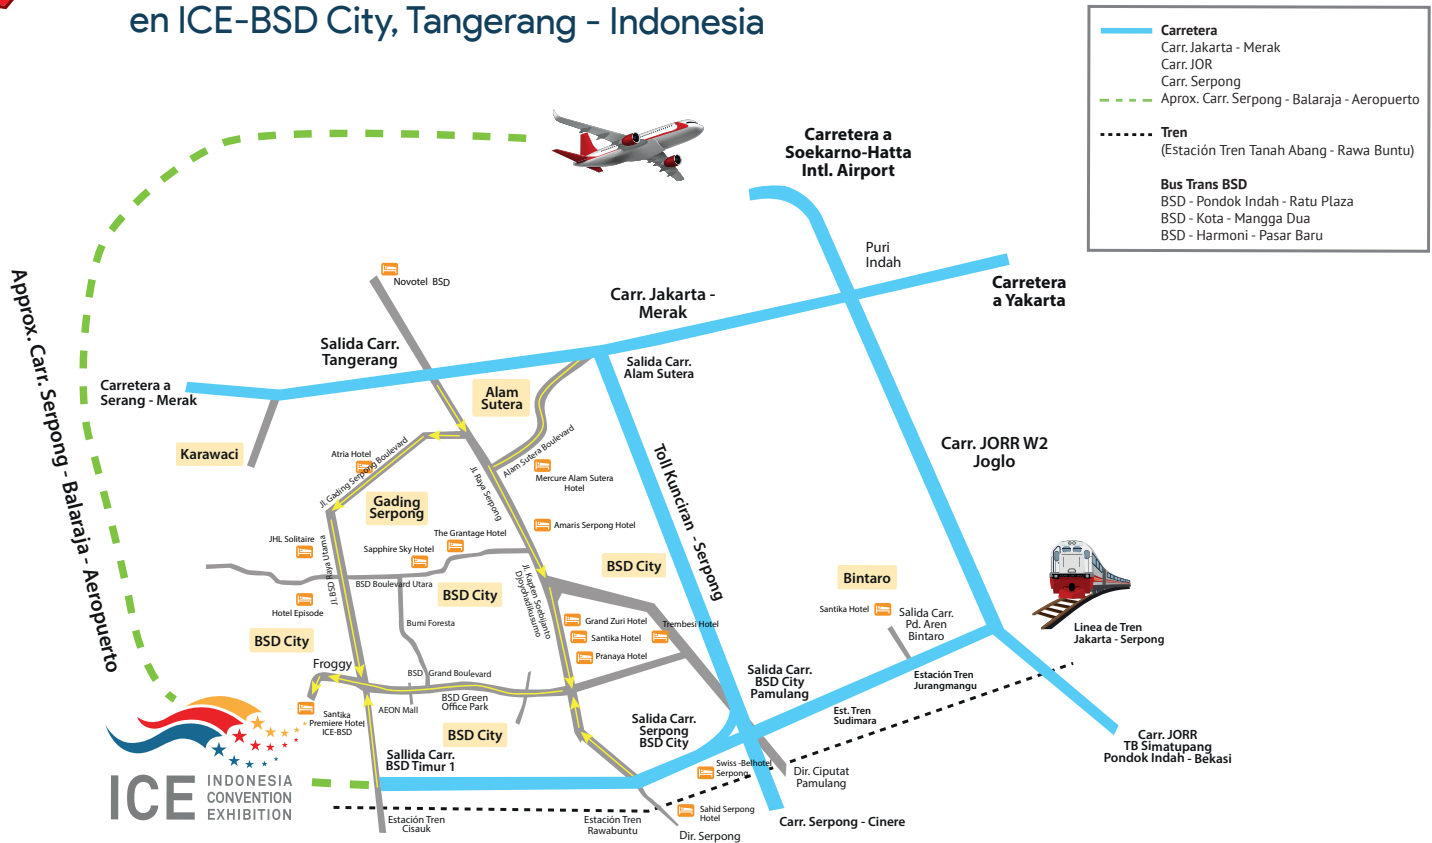 en ICE-BSD City, Tangerang - Indonesia
Carretera
Carr. Jakarta - Merak
Carr. JOR
Carr. Serpong
Aprox. Carr. Serpong - Balaraja - Aeropuerto
Tren
(Estación Tren Tanah Abang - Rawa Buntu)
Bus Trans BSD
BSD - Pondok Indah - Ratu Plaza
BSD - Kota - Mangga Dua
BSD - Harmoni - Pasar Baru
Carretera a
Soekarno-Hatta
Intl. Airport
Puri
Indah
Carretera
a Yakarta
Novotel BSD
Carr. Jakarta -
Merak
Salida Carr.
Tangerang
Salida Carr.
Alam Sutera
Carretera a
Serang - Merak
Approx. Carr. Serpong - Balaraja - Aeropuerto
Alam
Sutera
Karawaci
Atria Hotel
Jl. Gading Serpong Boulevard
Alam Sutera Boulevard
Jl. Raya Serpong
Mercure Alam Sutera
Hotel
Toll Kunciran - Serpong
Carr. JORR W2
Joglo
Gading
Serpong
Amaris Serpong Hotel
The Grantage Hotel
JHL Solitaire
Sapphire Sky Hotel
Jl.BSD Raya Utama
BSD Boulevard Utara
BSD City
BSD City
Jl. Kapten Soebijanto
Djoyohadikusumo
Bintaro
Santika Hotel
Salida Carr.
Pd. Aren
Bintaro
Linea de Tren
Jakarta - Serpong
Hotel Episode
Bumi Foresta
Grand Zuri Hotel
Trembesi Hotel
Santika Hotel
Pranaya Hotel
BSD City
Froggy
BSD Grand Boulevard
BSD Green
Office Park
AEON Mall
Salida Carr.
BSD City
Pamulang
Estación Tren
Jurangmangu
Est. Tren
Sudimara
Santika
Premiere Hotel
ICE-BSD
BSD City
Salida Carr.
Serpong
BSD City
Sallida Carr.
BSD Timur 1
Carr. JORR
TB Simatupang
Pondok Indah - Bekasi
Swiss -Belhotel
Serpong
Dir. Ciputat
Pamulang
ICE
INDONESIA
CONVENTION
EXHIBITION
Estación Tren
Cisauk
Estación Tren
Rawabuntu
Sahid Serpong
Hotel
Dir. Serpong
Carr. Serpong - Cinere